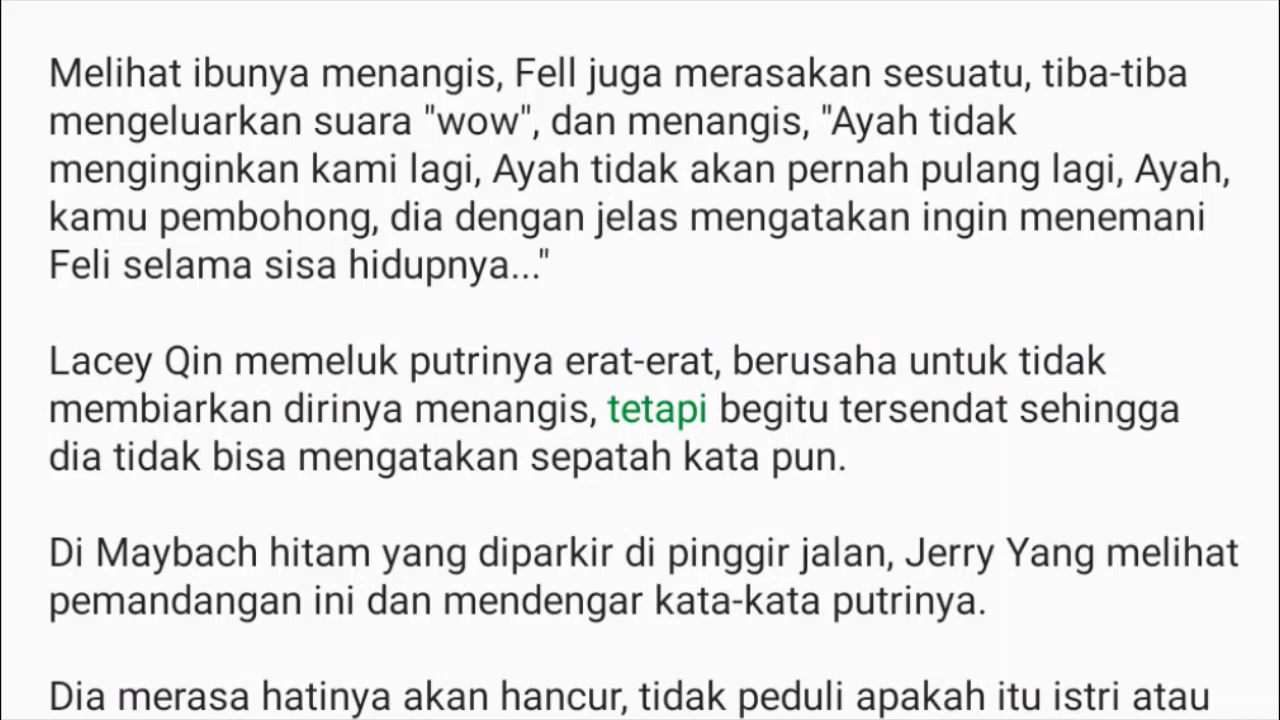 Melihat ibunya menangis, Fell juga merasakan sesuatu, tiba-tiba
mengeluarkan suara "wow", dan menangis, "Ayah tidak
menginginkan kami lagi, Ayah tidak akan pernah pulang lagi, Ayah,
kamu pembohong, dia dengan jelas mengatakan ingin menemani
Feli selama sisa hidupnya..."
Lacey Qin memeluk putrinya erat-erat, berusaha untuk tidak
membiarkan dirinya menangis, tetapi begitu tersendat sehingga
dia tidak bisa mengatakan sepatah kata pun.
Di Maybach hitam yang diparkir di pinggir jalan, Jerry Yang melihat
pemandangan ini dan mendengar kata-kata putrinya.
Dia merasa hatinya akan hancur, tidak peduli apakah itu istri atau